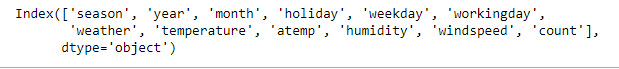 Index(['season', 'year', 'month', 'holiday', 'weekday', 'workingday',
'weather', 'temperature', 'atemp', 'humidity', 'windspeed', 'count'],
dtype='object')